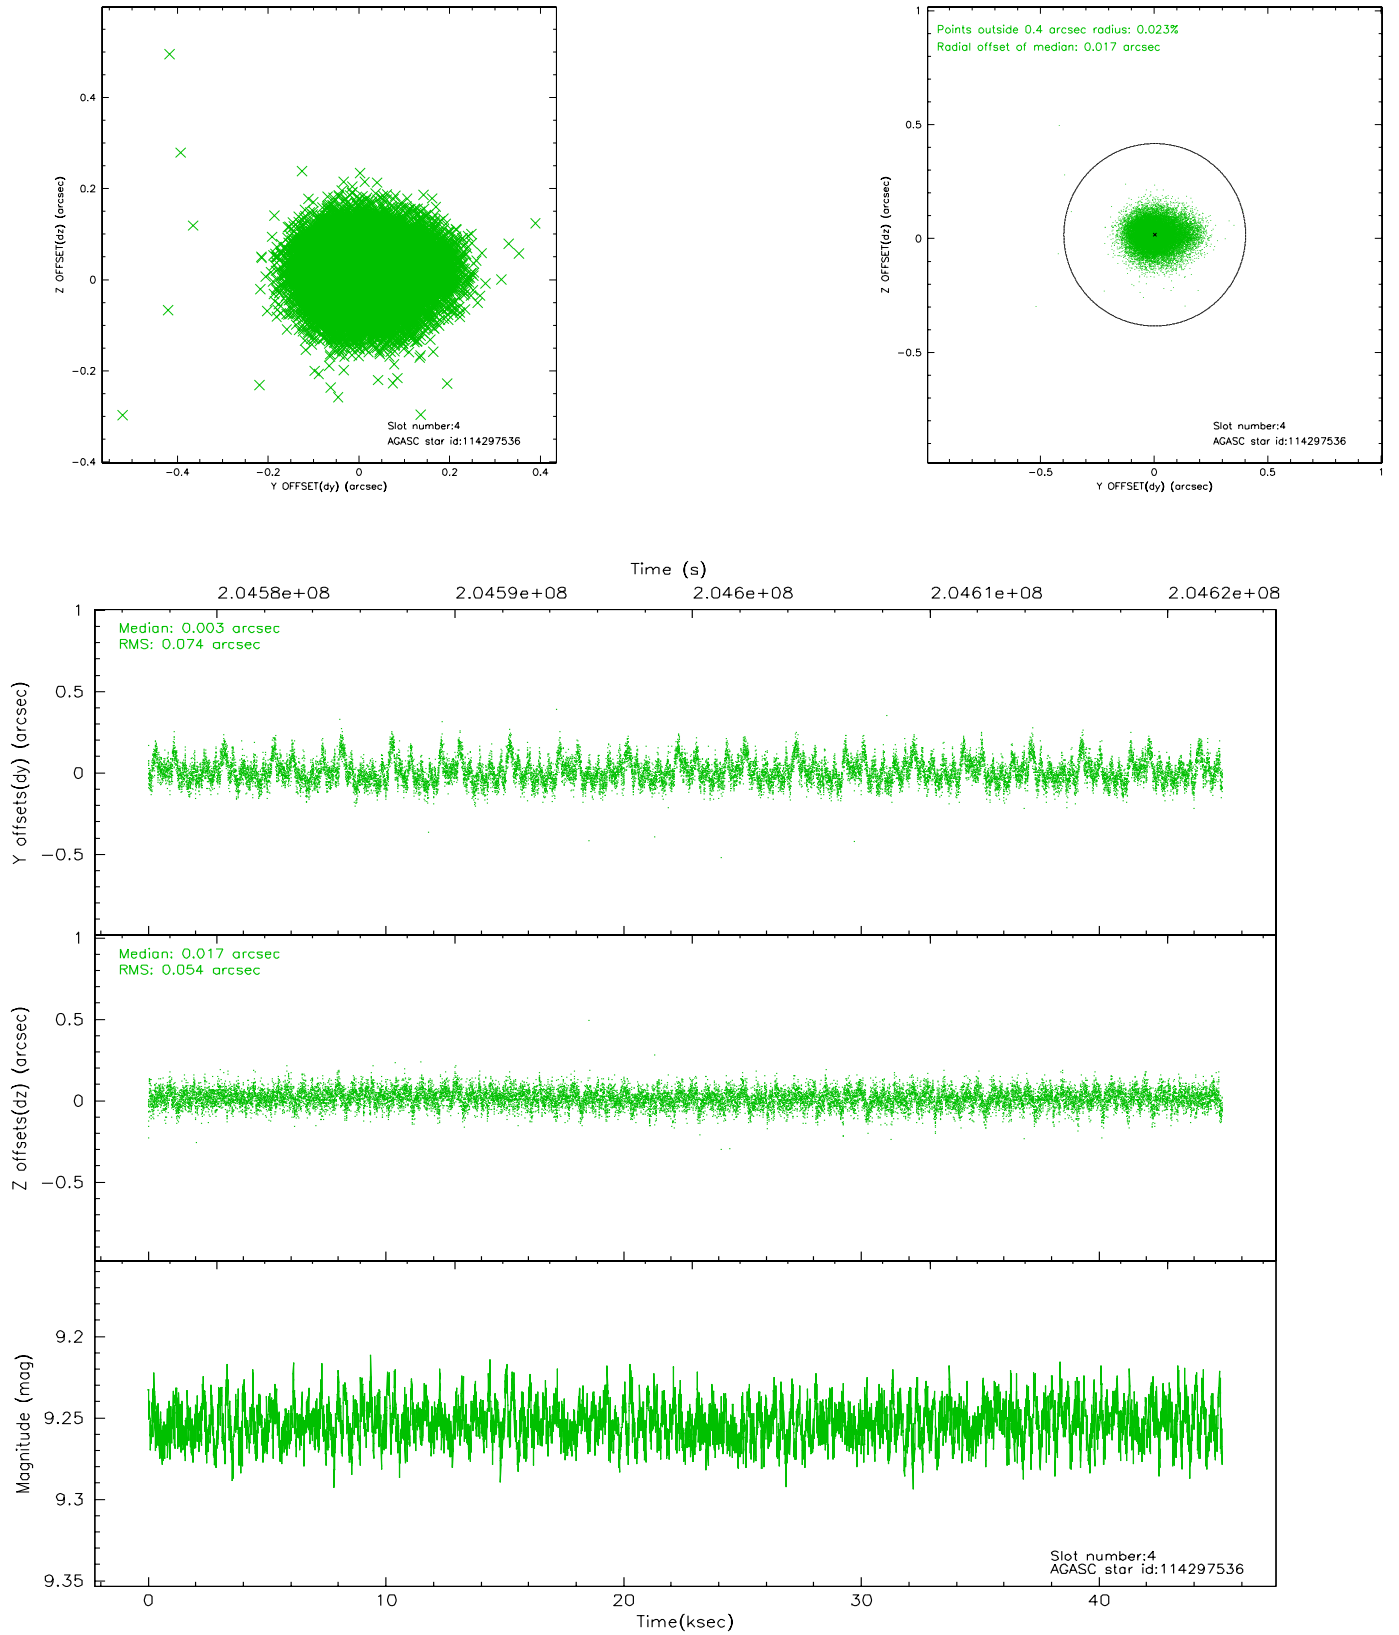 0.4
0.2
0
−0.2
−0.4
Z OFFSET(dz) (arcsec)
Slot number:4
AGASC star id:114297536
−0.4 −0.2 0 0.2 0.4
Y OFFSET(dy) (arcsec)
1
0.5
0
−0.5
Z OFFSET(dz) (arcsec)
Points outside 0.4 arcsec radius: 0.023%
Radial offset of median: 0.017 arcsec
Slot number:4
AGASC star id:114297536
−0.5 0 0.5 1
Y OFFSET(dy) (arcsec)
Time (s)
2.0458e+08 2.0459e+08 2.046e+08 2.0461e+08 2.0462e+08
1
0.5
0
−0.5
Y offsets(dy) (arcsec)
Median: 0.003 arcsec
RMS: 0.074 arcsec
1
0.5
0
−0.5
Z offsets(dz) (arcsec)
Median: 0.017 arcsec
RMS: 0.054 arcsec
9.2
9.25
9.3
9.35
Magnitude (mag)
Slot number:4
AGASC star id:114297536
0 10 20 30 40
Time(ksec)